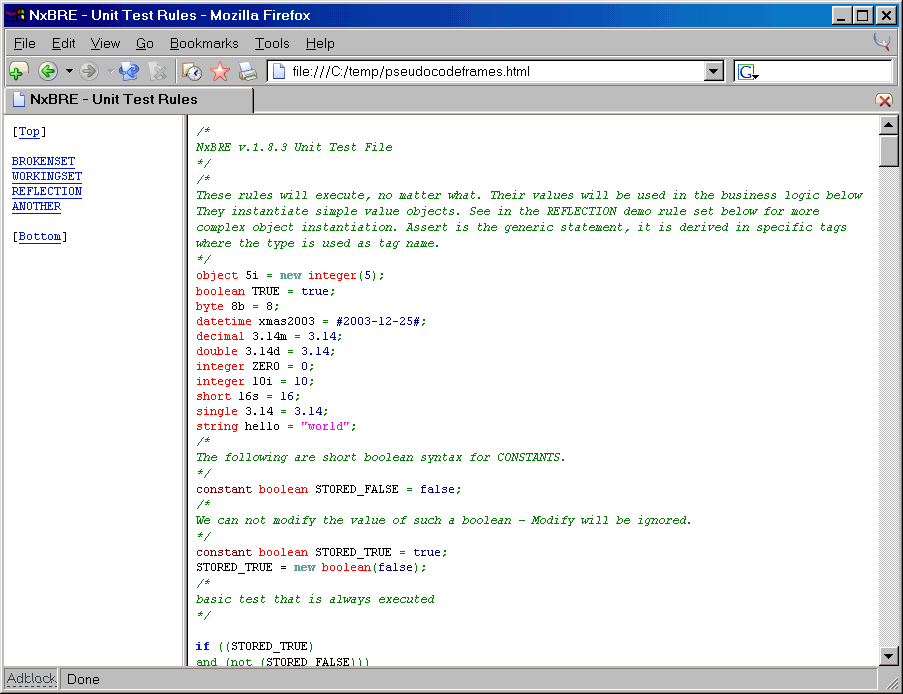 NxBRE - Unit Test Rules - Mozilla Firefox
File Edit View Go Bookmarks Tools Help
file:///C:/temp/pseudocodeframes.html
G
NxBRE - Unit Test Rules
[Top]
BROKENSET
WORKINGSET
REFLECTION
ANOTHER
[Bottom]
/*
NxBRE v.1.8.3 Unit Test File
*/
/*
These rules will execute, no matter what. Their values will be used in the business logic below
They instantiate simple value objects. See in the REFLECTION demo rule set below for more
complex object instantiation. Assert is the generic statement, it is derived in specific tags
where the type is used as tag name.
*/
object 5i = new integer(5);
boolean TRUE = true;
byte 8b = 8;
datetime xmas2003 = #2003-12-25#;
decimal 3.14m = 3.14;
double 3.14d = 3.14;
integer ZERO = 0;
integer 10i = 10;
short 16s = 16;
single 3.14 = 3.14;
string hello = "world";
/*
The following are short boolean syntax for CONSTANTS.
*/
constant boolean STORED_FALSE = false;
/*
We can not modify the value of such a boolean - Modify will be ignored.
*/
constant boolean STORED_TRUE = true;
STORED_TRUE = new boolean(false);
/*
basic test that is always executed
*/
if ((STORED_TRUE)
and (not (STORED_FALSE)))
Adblock Done